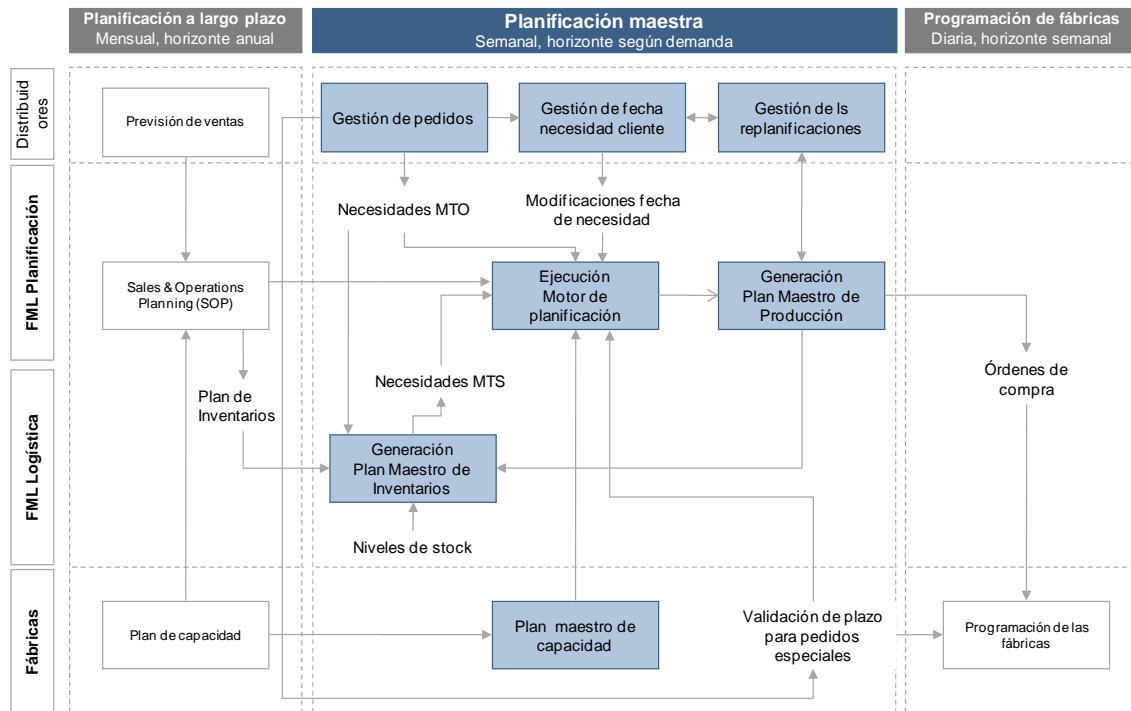 Planificación a largo plazo
Mensual, horizonte anual
Planificación maestra
Semanal, horizonte según demanda
Programación de fábricas
Diaria, horizonte semanal
Distribuid
ores
Previsión de ventas
Gestión de pedidos
Gestión de fecha
necesidad cliente
Gestión de ls
replanificaciones
FML Planificación
Necesidades MTO
Modificaciones fecha
de necesidad
Sales & Operations
Planning (SOP)
Ejecución
Motor de
planificación
Generación
Plan Maestro de
Producción
FML Logística
Plan de
Inventarios
Necesidades MTS
Órdenes de
compra
Generación
Plan Maestro de
Inventarios
Niveles de stock
Fábricas
Plan de capacidad
Plan maestro de
capacidad
Validación de plazo
para pedidos
especiales
Programación de las
fábricas